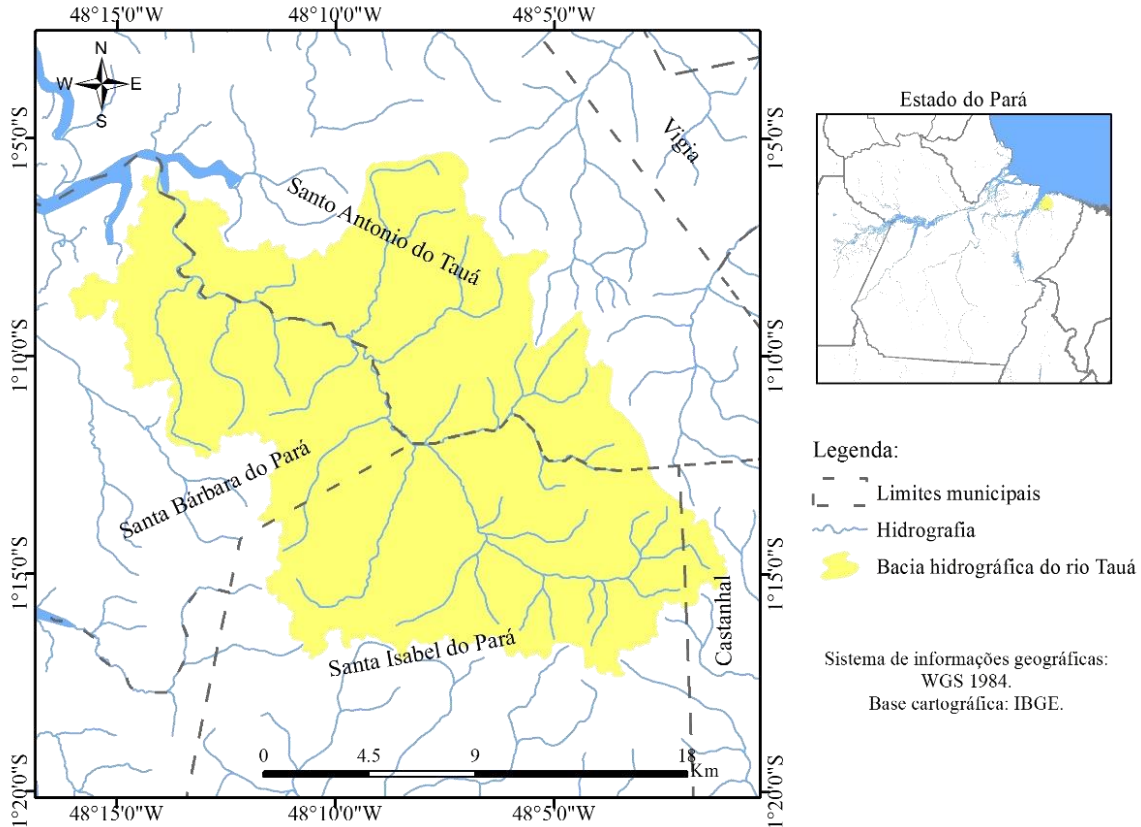 48°15'0"W 48°10'0"W 48°5'0"W
N
W E
S
1°5'0"S 1°5'0"S
1°10'0"S 1°10'0"S
1°15'0"S 1°15'0"S
1°20'0"S 1°20'0"S
Vigia
Santo Antonio do Tauá
Santa Bárbara do Pará
Santa Isabel do Pará
Castanhal
0 4.5 9 18
Km
48°15'0"W 48°10'0"W 48°5'0"W
Estado do Pará
Legenda:
Limites municipais
Hidrografia
Bacia hidrográfica do rio Tauá
Sistema de informações geográficas:
WGS 1984.
Base cartográfica: IBGE.